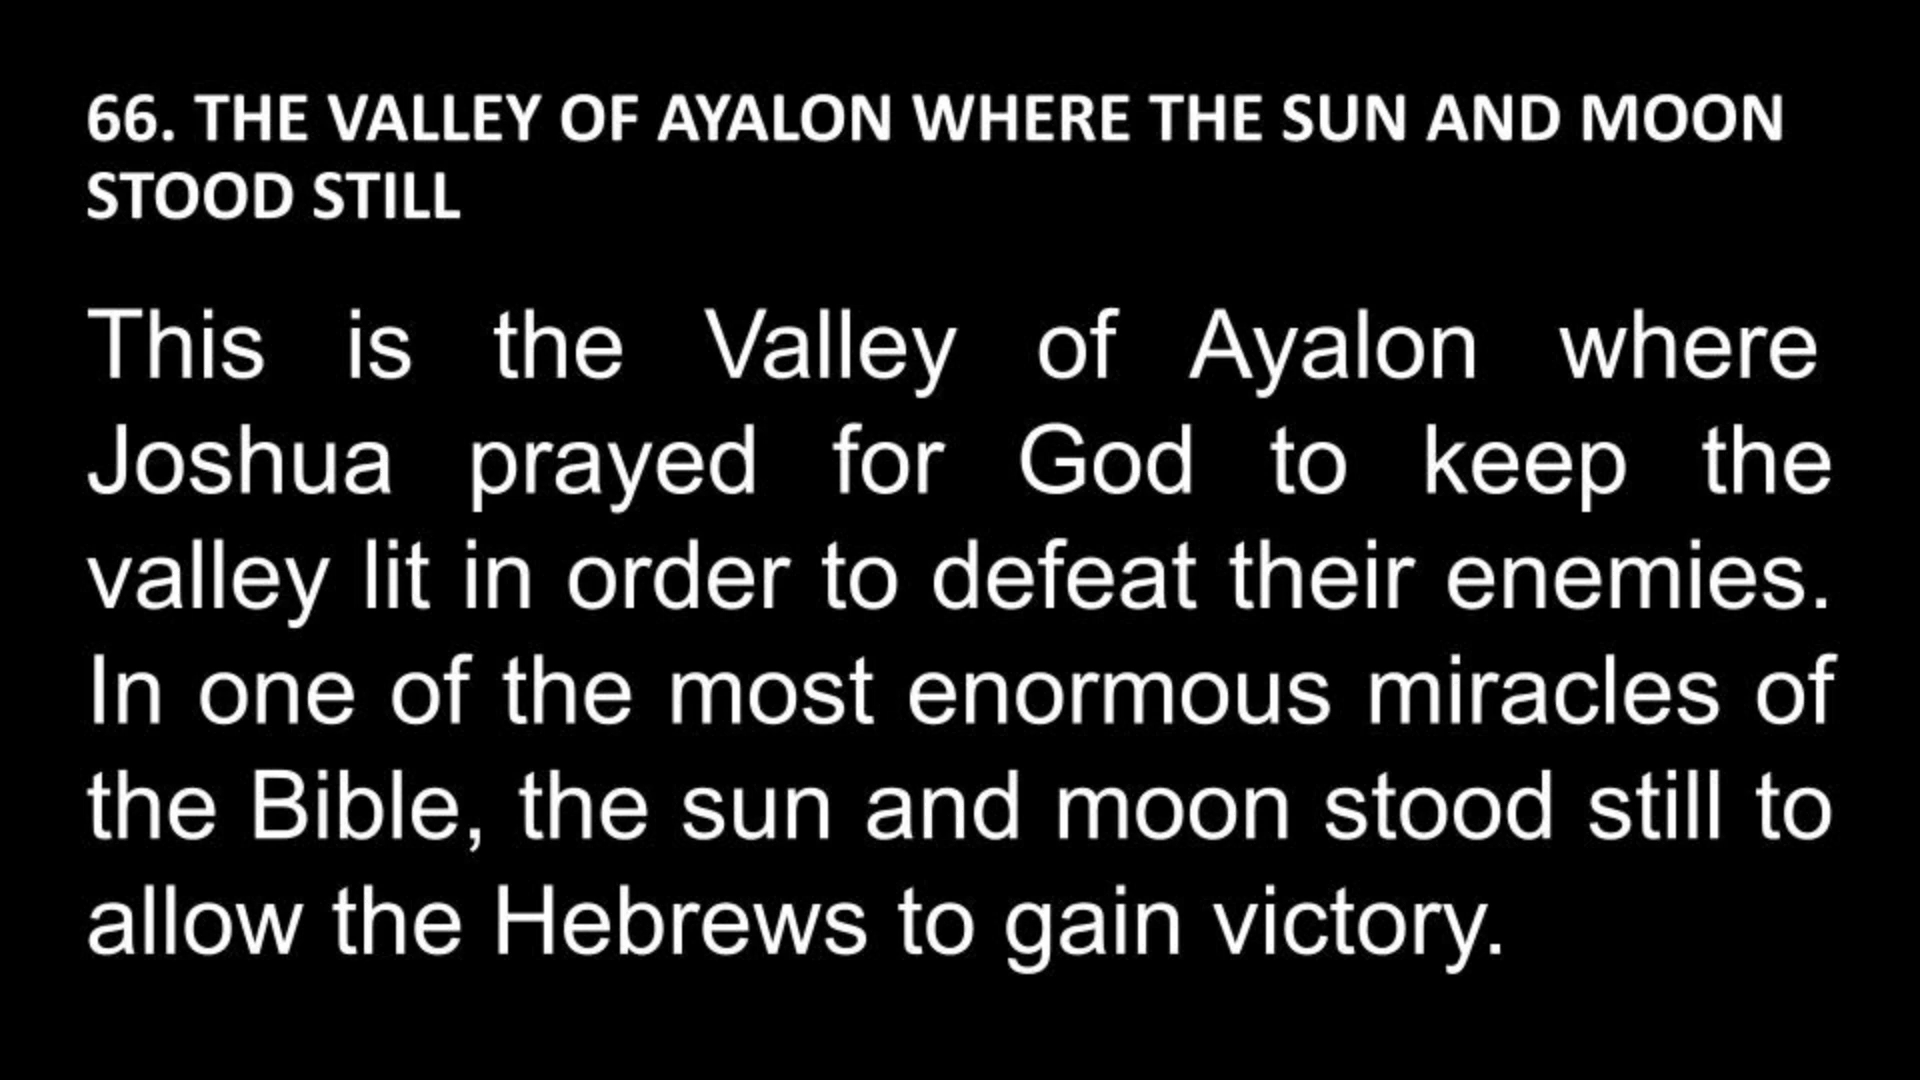 66. THE VALLEY OF AYALON WHERE THE SUN AND MOON
STOOD STILL
This is the Valley of Ayalon where
Joshua prayed for God to keep the
valley lit in order to defeat their enemies.
In one of the most enormous miracles of
the Bible, the sun and moon stood still to
allow the Hebrews to gain victory.